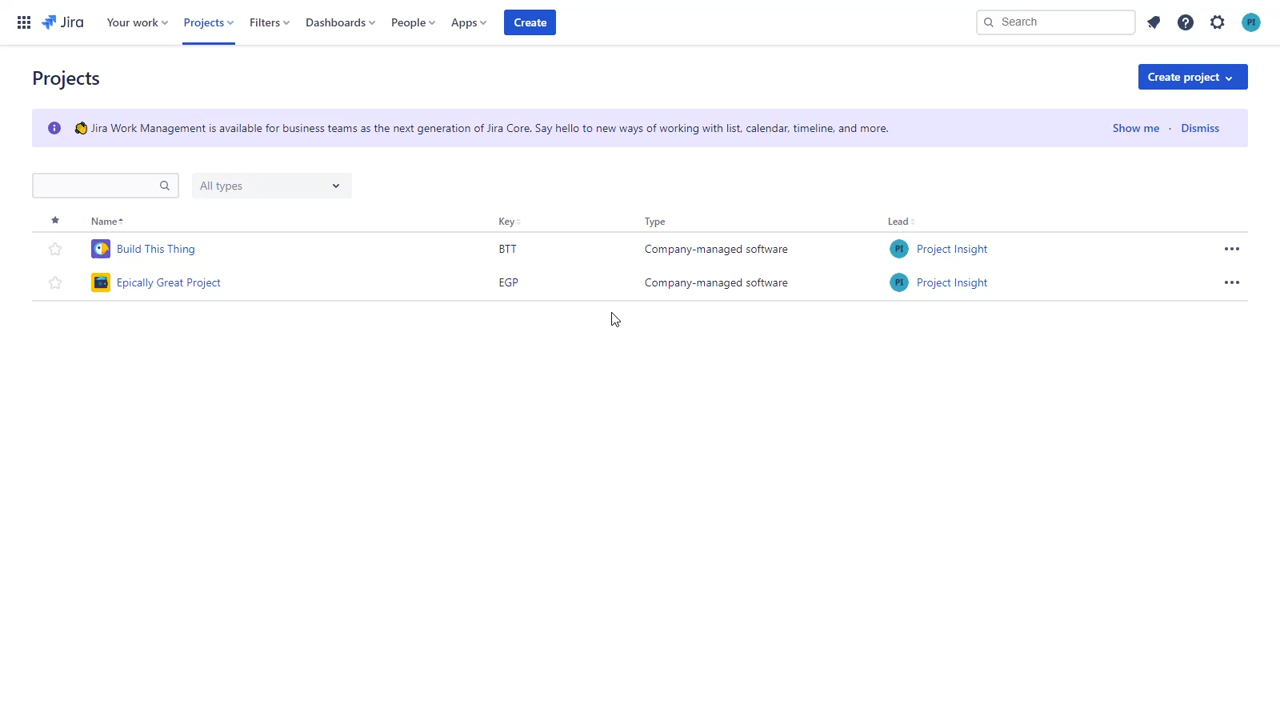 Jira Your work Projects Filters Dashboards People Apps Create Search PI
Projects
Create project
Jira Work Management is available for business teams as the next generation of Jira Core. Say hello to new ways of working with list, calendar, timeline, and more. Show me · Dismiss
All types
Name Key Type Lead
Build This Thing BTT Company-managed software PI Project Insight
Epically Great Project EGP Company-managed software PI Project Insight